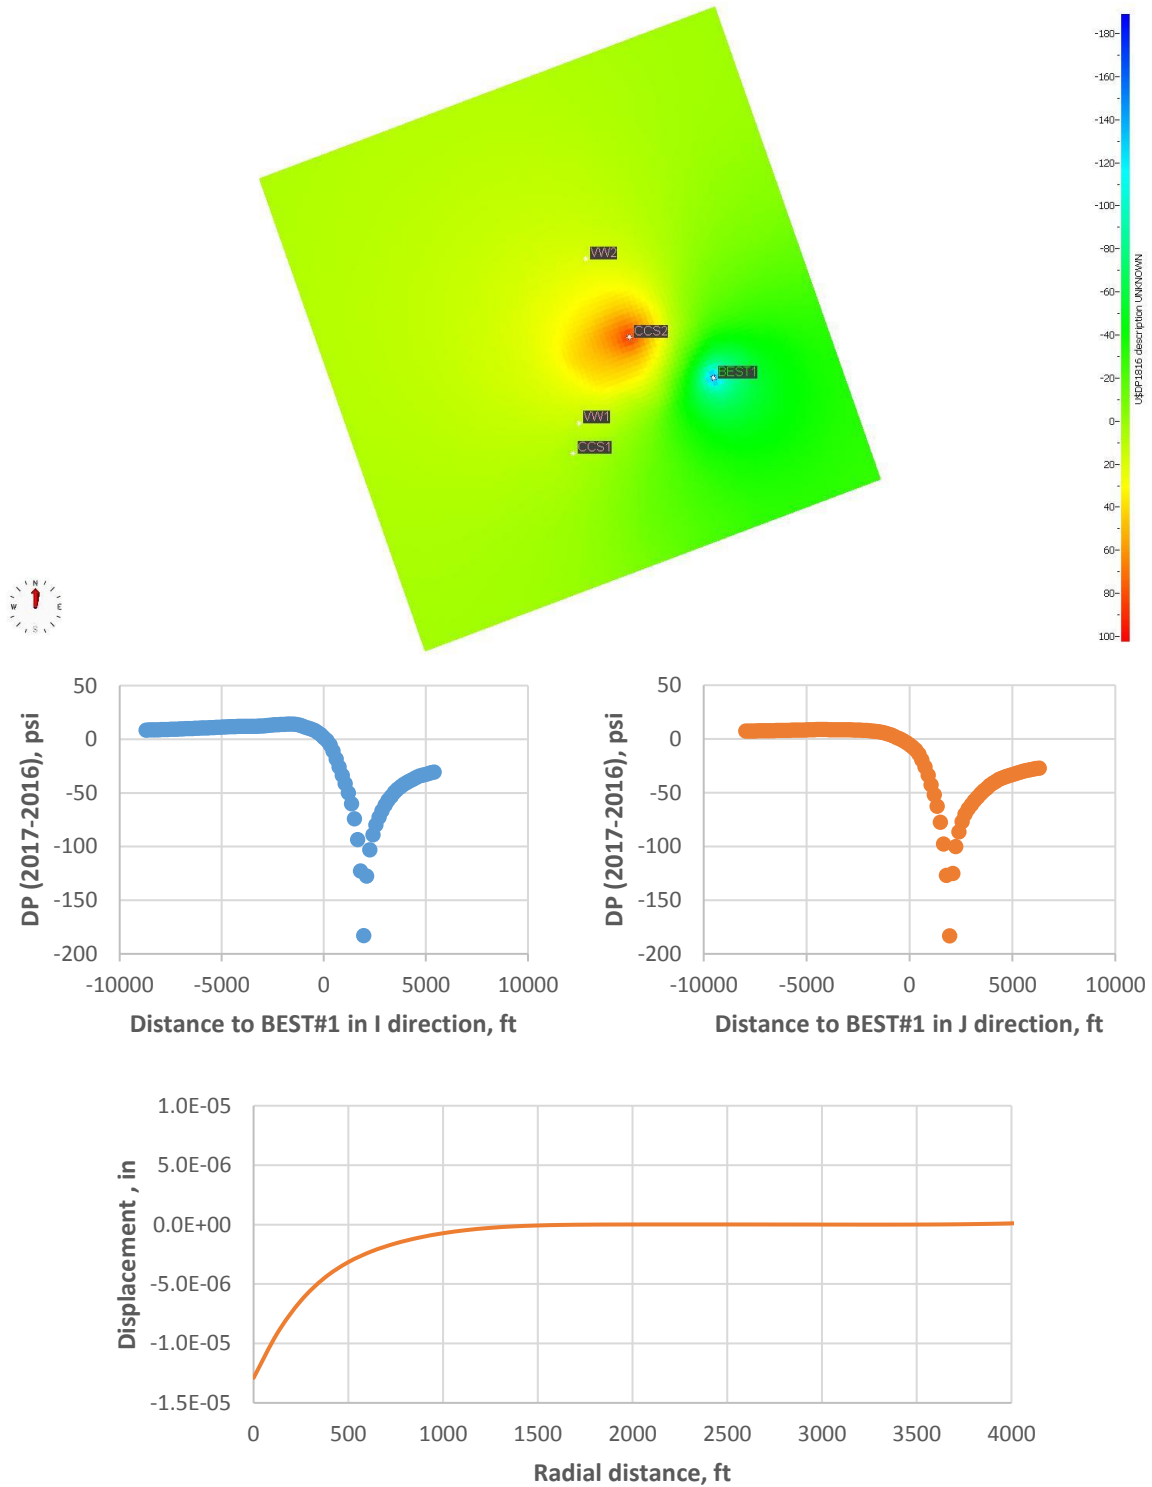 -180
-160
-140
-120
-100
-80
-60
-40
-20
0
20
40
60
80
100
U$DP1816 description UNKNOWN
VW2
CCS2
BEST1
VW1
CCS1
N
W E
S
50
0
-50
-100
-150
-200
-10000 -5000 0 5000 10000
DP (2017-2016), psi
Distance to BEST#1 in I direction, ft
50
0
-50
-100
-150
-200
-10000 -5000 0 5000 10000
DP (2017-2016), psi
Distance to BEST#1 in J direction, ft
1.0E-05
5.0E-06
0.0E+00
-5.0E-06
-1.0E-05
-1.5E-05
0 500 1000 1500 2000 2500 3000 3500 4000
Displacement , in
Radial distance, ft